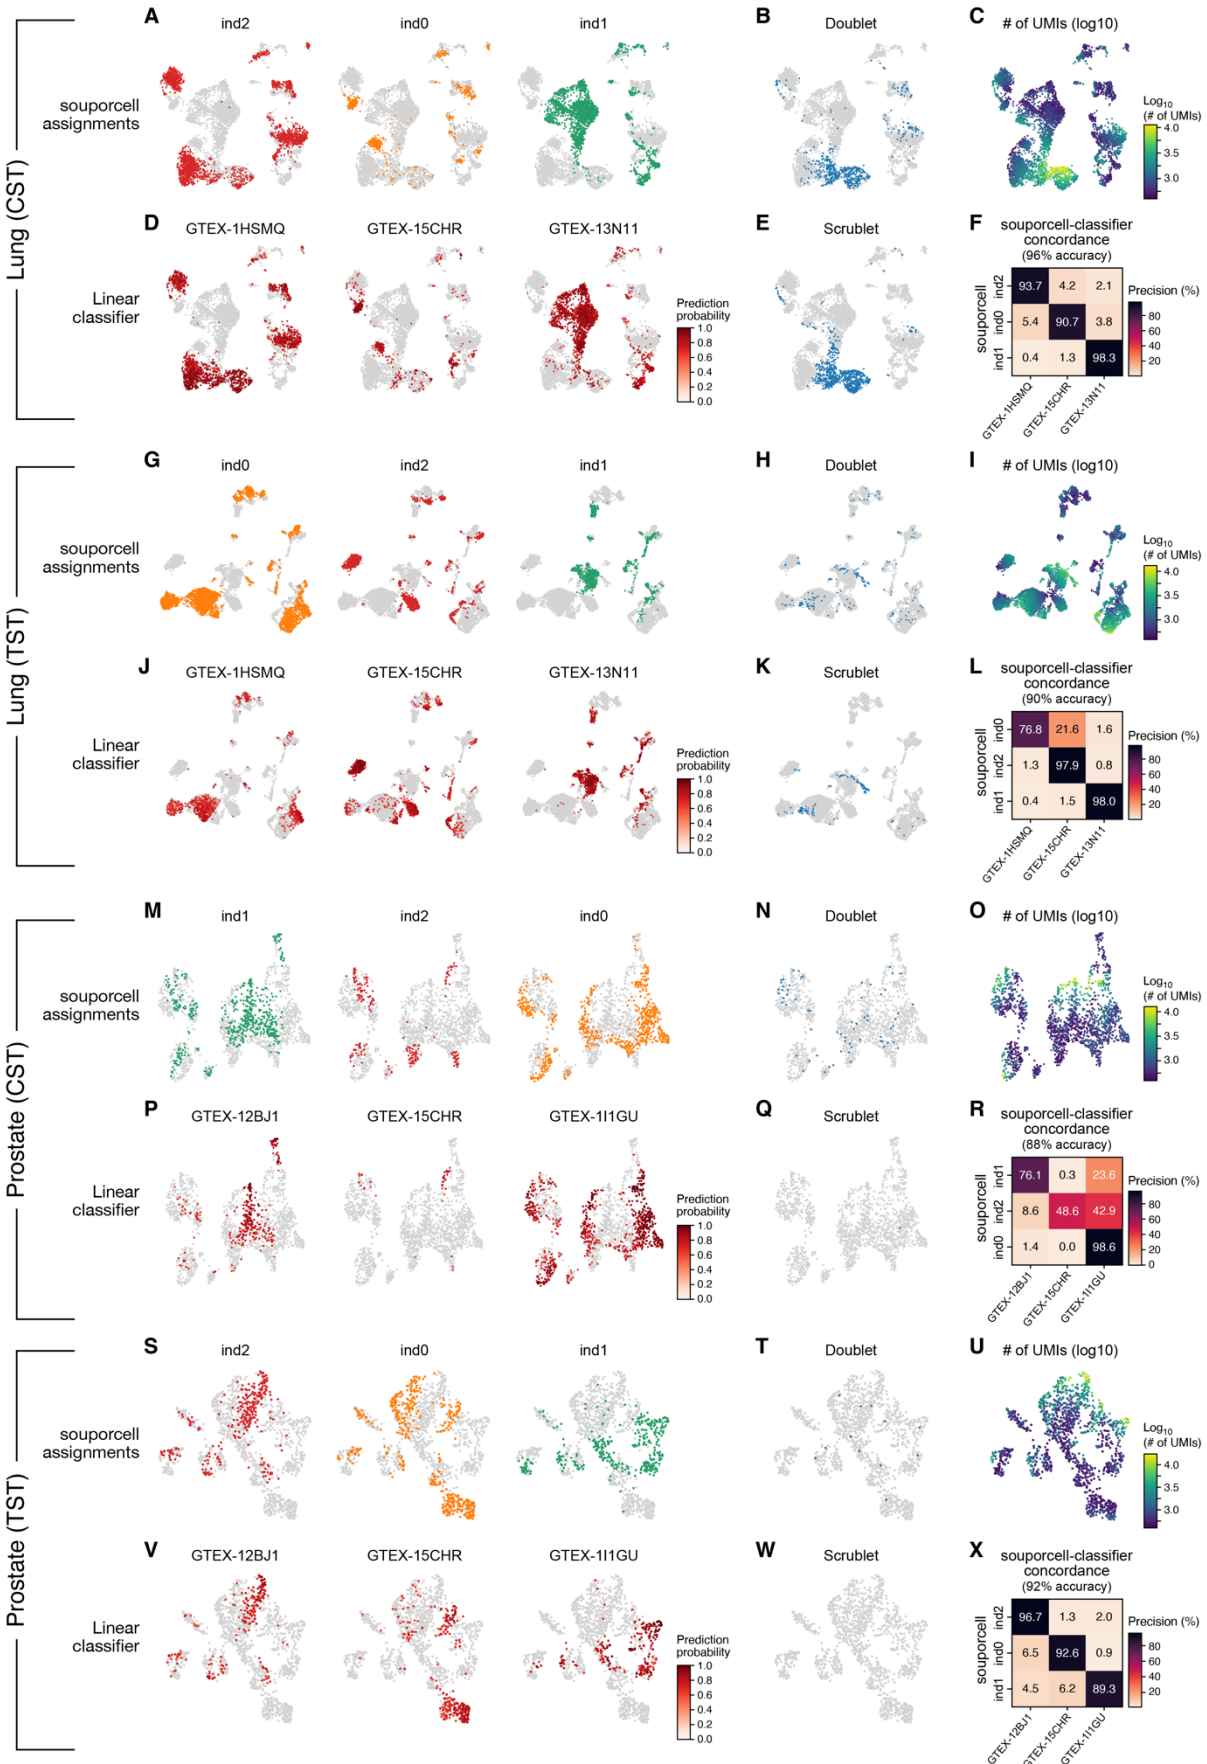 Lung (CST)
souporcell
assignments
A
ind2
ind0
ind1
B
Doublet
C
# of UMIs (log10)
Log10
(# of UMIs)
4.0
3.5
3.0
Linear
classifier
D
GTEX-1HSMQ
GTEX-15CHR
GTEX-13N11
Prediction
probability
1.0
0.8
0.6
0.4
0.2
0.0
E
Scrublet
F
souporcell-classifier
concordance
(96% accuracy)
souporcell
ind2
93.7 4.2 2.1
ind0
5.4 90.7 3.8
ind1
0.4 1.3 98.3
GTEX-1HSMQ
GTEX-15CHR
GTEX-13N11
Precision (%)
80
60
40
20
Lung (TST)
souporcell
assignments
G
ind0
ind2
ind1
H
Doublet
I
# of UMIs (log10)
Log10
(# of UMIs)
4.0
3.5
3.0
Linear
classifier
J
GTEX-1HSMQ
GTEX-15CHR
GTEX-13N11
Prediction
probability
1.0
0.8
0.6
0.4
0.2
0.0
K
Scrublet
L
souporcell-classifier
concordance
(90% accuracy)
souporcell
ind0
76.8 21.6 1.6
ind2
1.3 97.9 0.8
ind1
0.4 1.5 98.0
GTEX-1HSMQ
GTEX-15CHR
GTEX-13N11
Precision (%)
80
60
40
20
Prostate (CST)
souporcell
assignments
M
ind1
ind2
ind0
N
Doublet
O
# of UMIs (log10)
Log10
(# of UMIs)
4.0
3.5
3.0
Linear
classifier
P
GTEX-12BJ1
GTEX-15CHR
GTEX-1I1GU
Prediction
probability
1.0
0.8
0.6
0.4
0.2
0.0
Q
Scrublet
R
souporcell-classifier
concordance
(88% accuracy)
souporcell
ind1
76.1 0.3 23.6
ind2
8.6 48.6 42.9
ind0
1.4 0.0 98.6
GTEX-12BJ1
GTEX-15CHR
GTEX-1I1GU
Precision (%)
80
60
40
20
0
Prostate (TST)
souporcell
assignments
S
ind2
ind0
ind1
T
Doublet
U
# of UMIs (log10)
Log10
(# of UMIs)
4.0
3.5
3.0
Linear
classifier
V
GTEX-12BJ1
GTEX-15CHR
GTEX-1I1GU
Prediction
probability
1.0
0.8
0.6
0.4
0.2
0.0
W
Scrublet
X
souporcell-classifier
concordance
(92% accuracy)
souporcell
ind2
96.7 1.3 2.0
ind0
6.5 92.6 0.9
ind1
4.5 6.2 89.3
GTEX-12BJ1
GTEX-15CHR
GTEX-1I1GU
Precision (%)
80
60
40
20